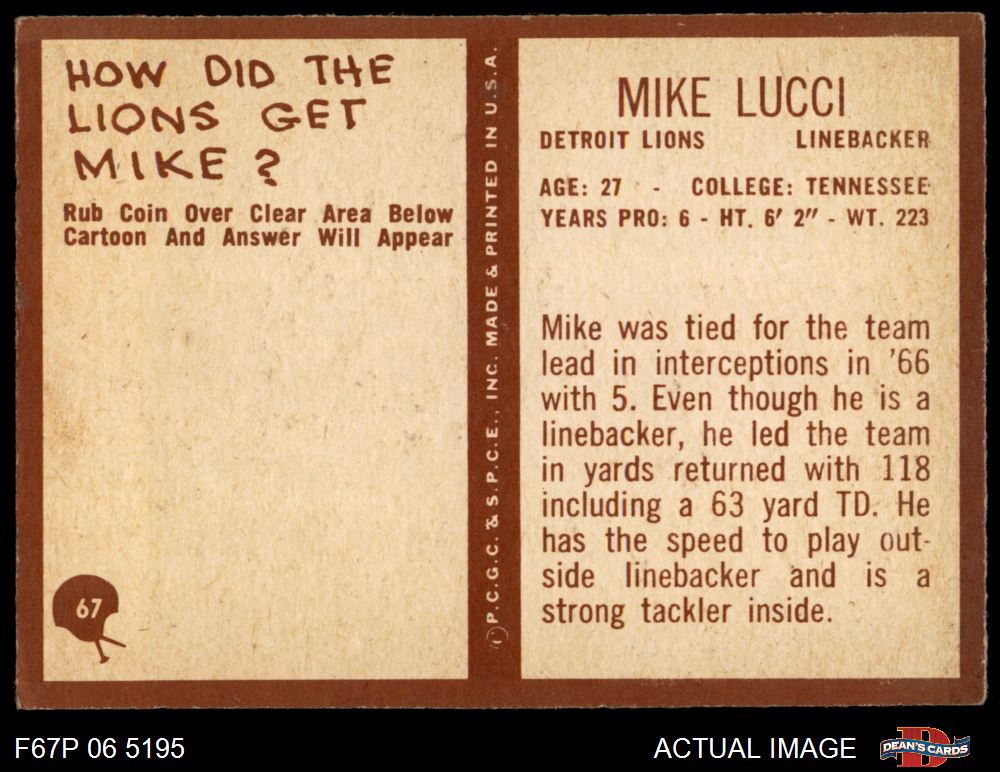 HOW DID THE
LIONS GET
MIKE ?
Rub Coin Over Clear Area Below
Cartoon And Answer Will Appear
67
© P.C.G.C. & S.P.C.E., INC. MADE & PRINTED IN U.S.A.
MIKE LUCCI
DETROIT LIONS LINEBACKER
AGE: 27 - COLLEGE: TENNESSEE
YEARS PRO: 6 - HT. 6' 2" - WT. 223
Mike was tied for the team
lead in interceptions in '66
with 5. Even though he is a
linebacker, he led the team
in yards returned with 118
including a 63 yard TD. He
has the speed to play out-
side linebacker and is a
strong tackler inside.
F67P 06 5195
ACTUAL IMAGE
D
DEAN'S CARDS